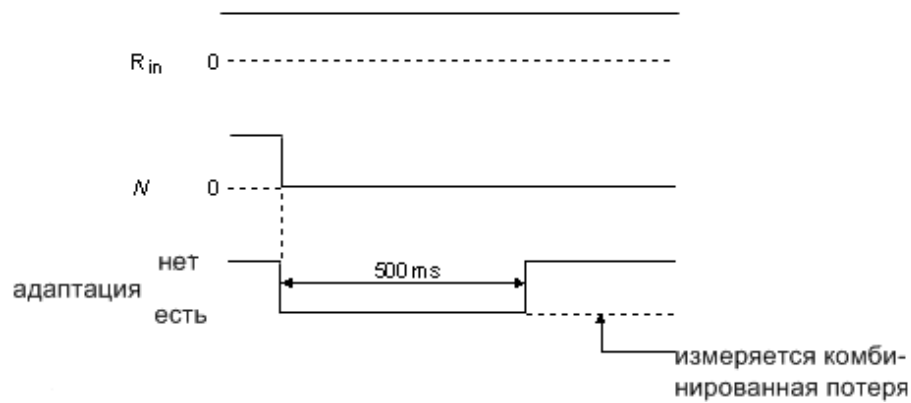 R in 0
N 0
нет
500 ms
адаптация
есть
измеряется комби-
нированная потеря